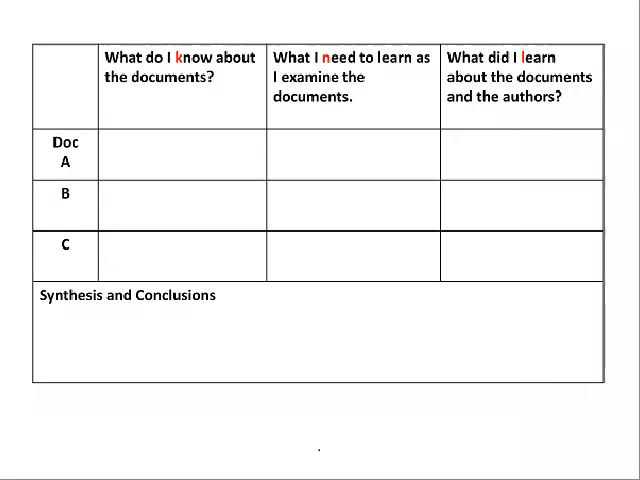 What do I know about
the documents?
What I need to learn as
I examine the
documents.
What did I learn
about the documents
and the authors?
Doc
A
B
C
Synthesis and Conclusions